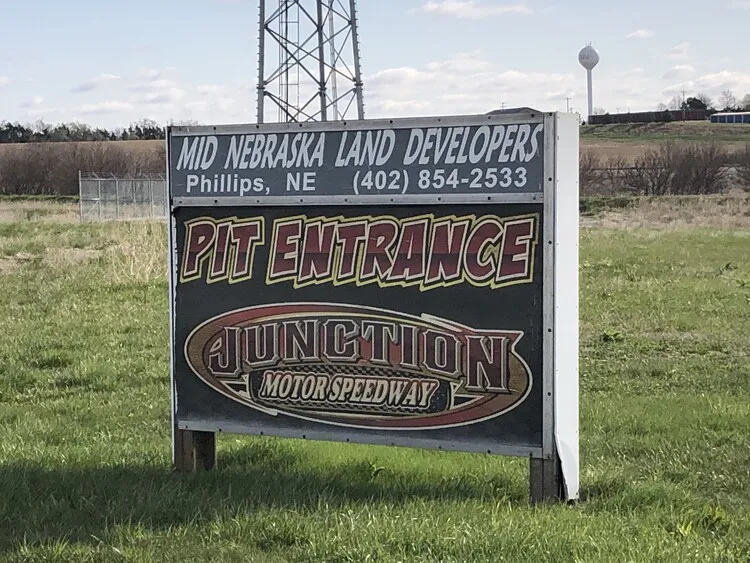 MID NEBRASKA LAND DEVELOPERS
Phillips, NE (402) 854-2533
PIT ENTRANCE
JUNCTION
MOTOR SPEEDWAY